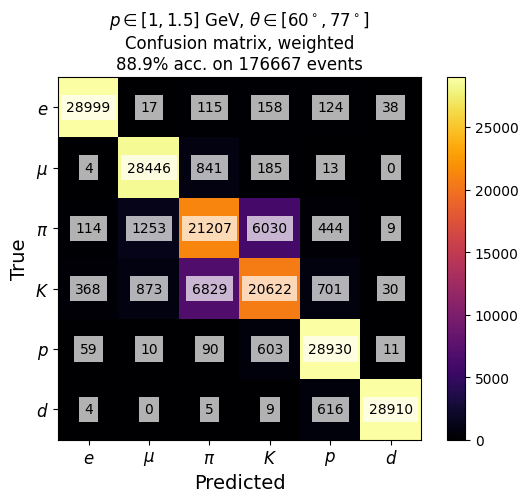 p ∈ [1, 1.5] GeV, θ ∈ [60°, 77°]
Confusion matrix, weighted
88.9% acc. on 176667 events
True
e 28999 17 115 158 124 38
μ 4 28446 841 185 13 0
π 114 1253 21207 6030 444 9
K 368 873 6829 20622 701 30
p 59 10 90 603 28930 11
d 4 0 5 9 616 28910
e μ π K p d
Predicted
25000
20000
15000
10000
5000
0